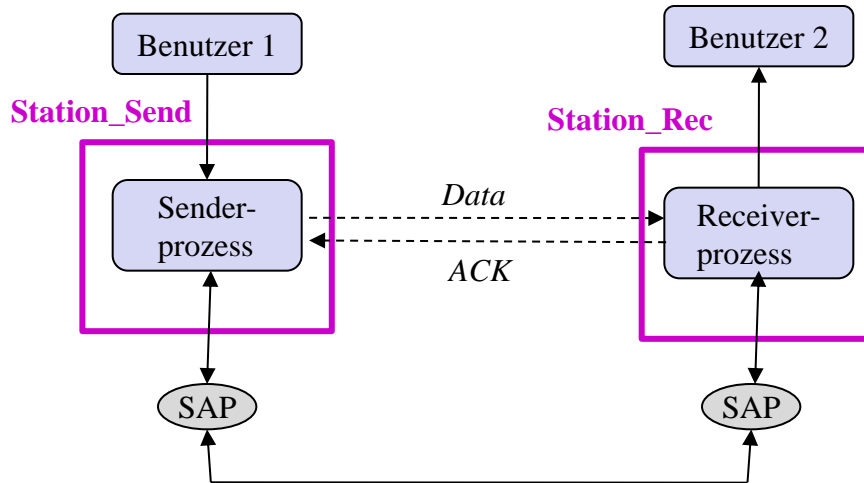 Benutzer 1
Benutzer 2
Station_Send
Station_Rec
Sender-
prozess
Data
ACK
Receiver-
prozess
SAP
SAP